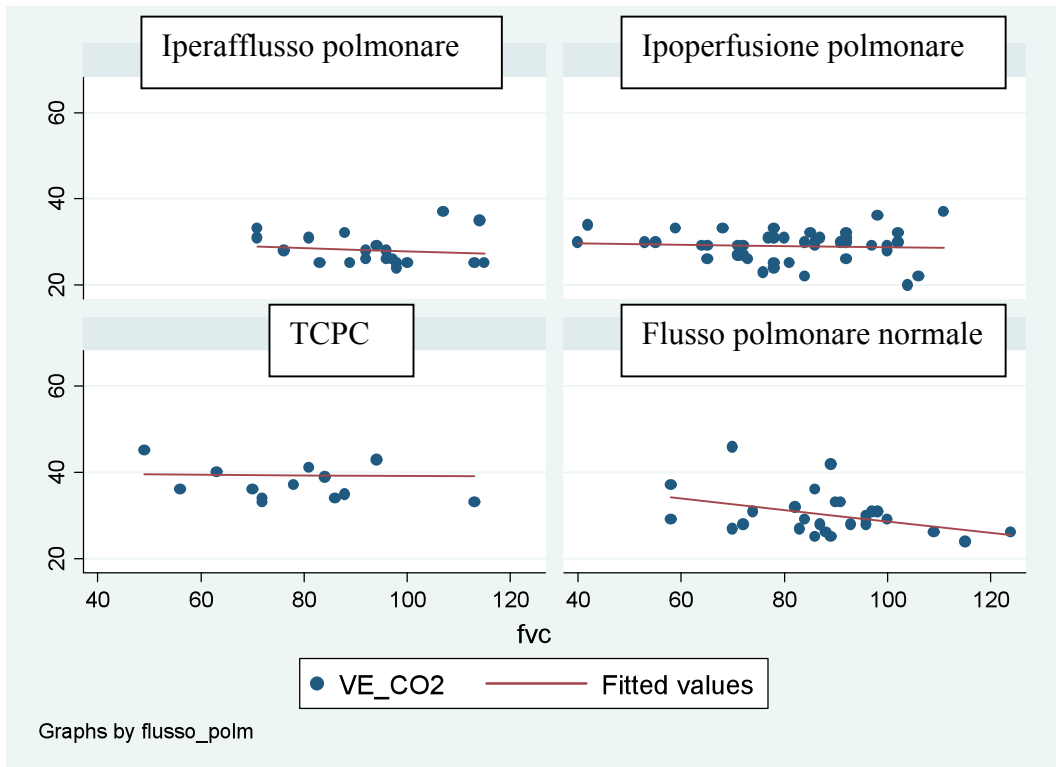 Iperafflusso polmonare
Ipoperfusione polmonare
60
40
20
TCPC
Flusso polmonare normale
60
40
20
40 60 80 100 120
40 60 80 100 120
fvc
VE_CO2 Fitted values
Graphs by flusso_polm